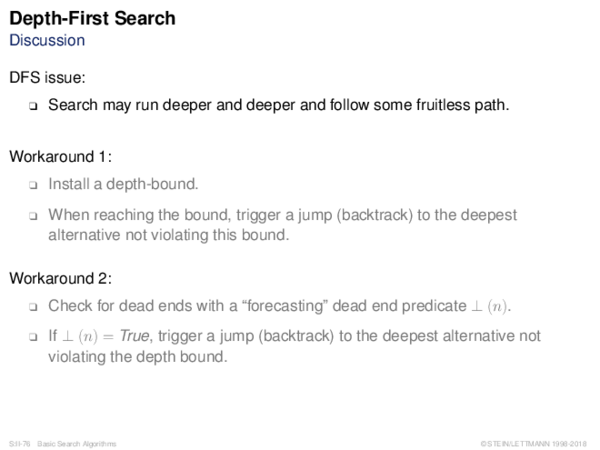 Depth-First Search
Discussion
DFS issue:
❑ Search may run deeper and deeper and follow some fruitless path.
Workaround 1:
❑ Install a depth-bound.
❑ When reaching the bound, trigger a jump (backtrack) to the deepest
alternative not violating this bound.
Workaround 2:
❑ Check for dead ends with a “forecasting” dead end predicate ⊥ (n).
❑ If ⊥ (n) = True, trigger a jump (backtrack) to the deepest alternative not
violating the depth bound.
S:II-76 Basic Search Algorithms
© STEIN/LETTMANN 1998-2018